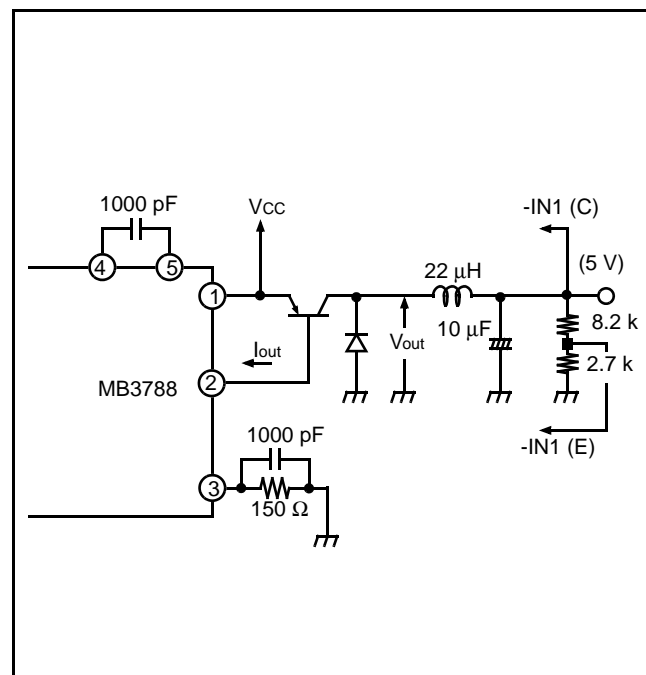 1000 pF
VCC
-IN1 (C)
4
5
22 μH
(5 V)
1
8.2 k
10 μF
Vout
Iout
2.7 k
MB3788
2
-IN1 (E)
1000 pF
3
150 Ω